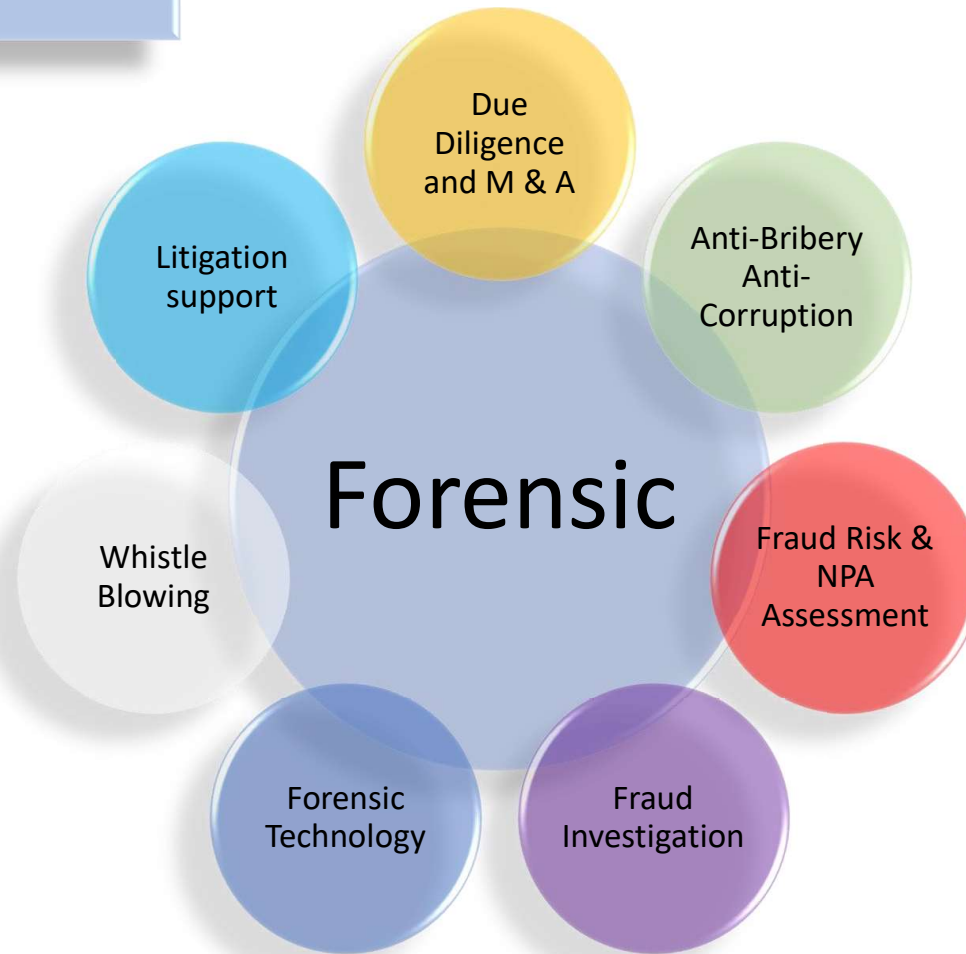 Due
Diligence
and M & A
Anti-Bribery
Anti-
Corruption
Fraud Risk &
NPA
Assessment
Fraud
Investigation
Forensic
Technology
Whistle
Blowing
Litigation
support
Forensic